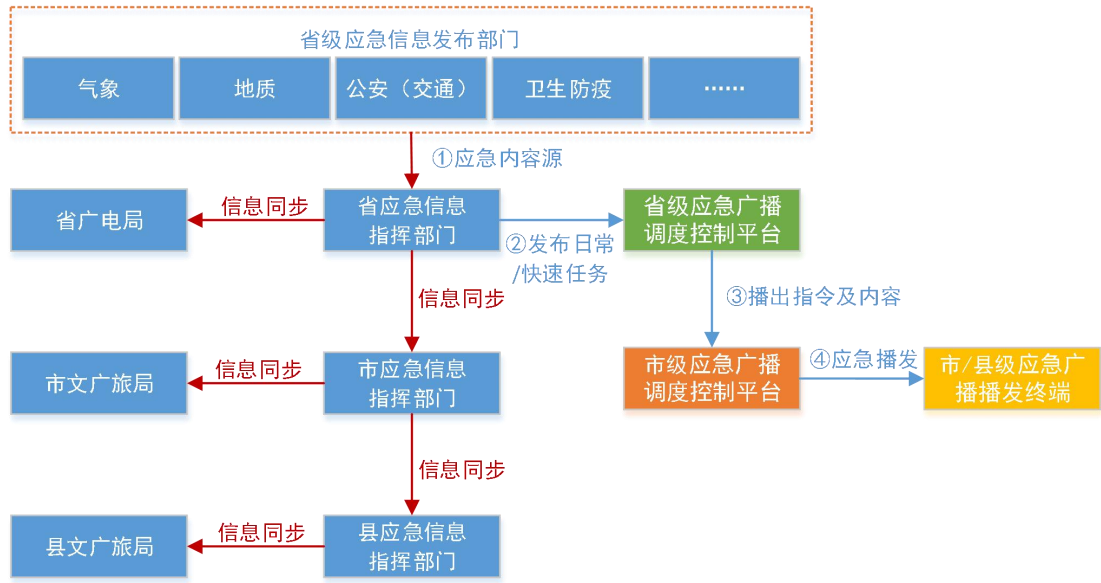 省级应急信息发布部门
气象
地质
公安（交通）
卫生防疫
……
①应急内容源
省广电局
信息同步
省应急信息
指挥部门
②发布日常
/快速任务
省级应急广播
调度控制平台
信息同步
③播出指令及内容
市文广旅局
信息同步
市应急信息
指挥部门
市级应急广播
调度控制平台
④应急播发
市/县级应急广
播播发终端
信息同步
县文广旅局
信息同步
县应急信息
指挥部门